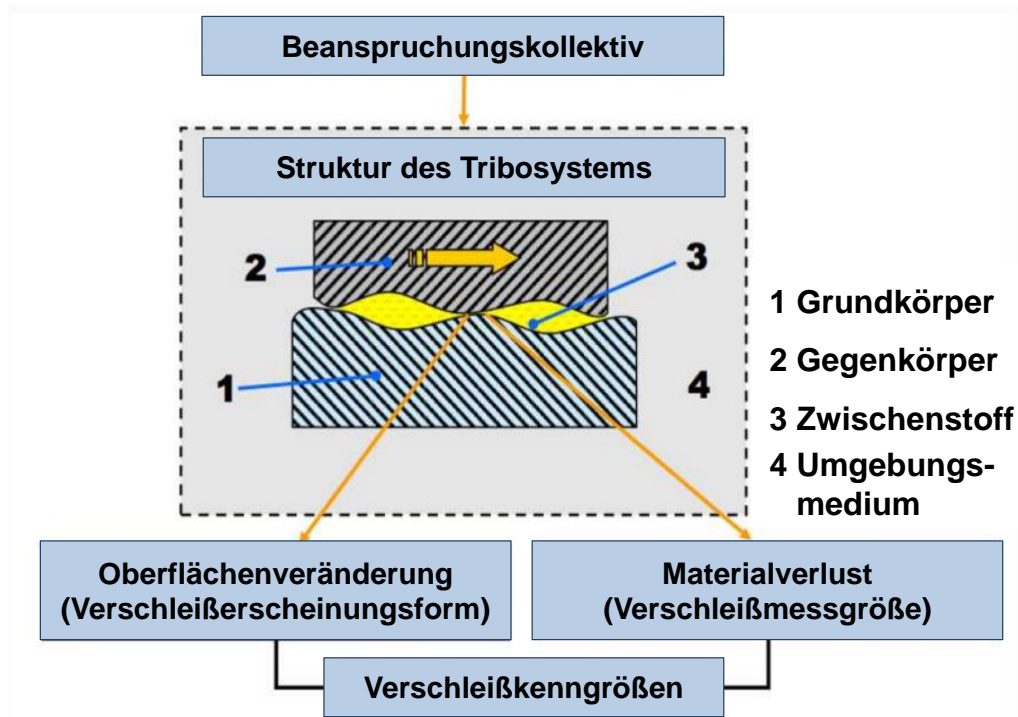 Beanspruchungskollektiv
Struktur des Tribosystems
2
3
1
4
1 Grundkörper
2 Gegenkörper
3 Zwischenstoff
4 Umgebungs-
medium
Oberflächenveränderung
(Verschleißerscheinungsform)
Materialverlust
(Verschleißmessgröße)
Verschleißkenngrößen